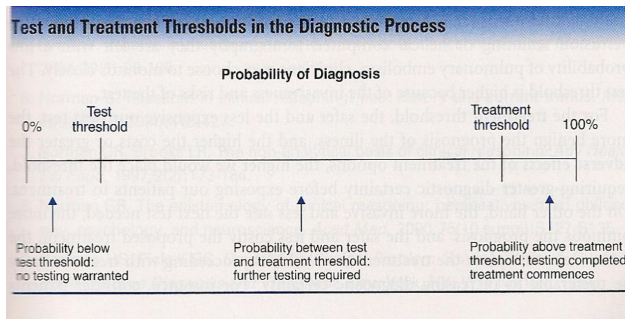 Test and Treatment Thresholds in the Diagnostic Process
Probability of Diagnosis
0%
Test
threshold
Treatment
threshold
100%
Probability below
test threshold:
no testing warranted
Probability between test
and treatment threshold:
further testing required
Probability above treatment
threshold; testing completed
treatment commences